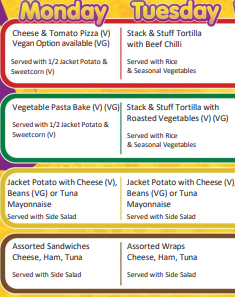 Monday Tuesday
Cheese & Tomato Pizza (V)
Vegan Option available (VG)
Served with 1/2 Jacket Potato &
Sweetcorn (V)
Stack & Stuff Tortilla
with Beef Chilli
Served with Rice
& Seasonal Vegetables
Vegetable Pasta Bake (V) (VG)
Served with 1/2 Jacket Potato &
Sweetcorn (V)
Stack & Stuff Tortilla with
Roasted Vegetables (V) (VG)
Served with Rice
& Seasonal Vegetables
Jacket Potato with Cheese (V),
Beans (VG) or Tuna
Mayonnaise
Served with Side Salad
Jacket Potato with Cheese (V)
Beans (VG) or Tuna
Mayonnaise
Served with Side Salad
Assorted Sandwiches
Cheese, Ham, Tuna
Served with Side Salad
Assorted Wraps
Cheese, Ham, Tuna
Served with Side Salad